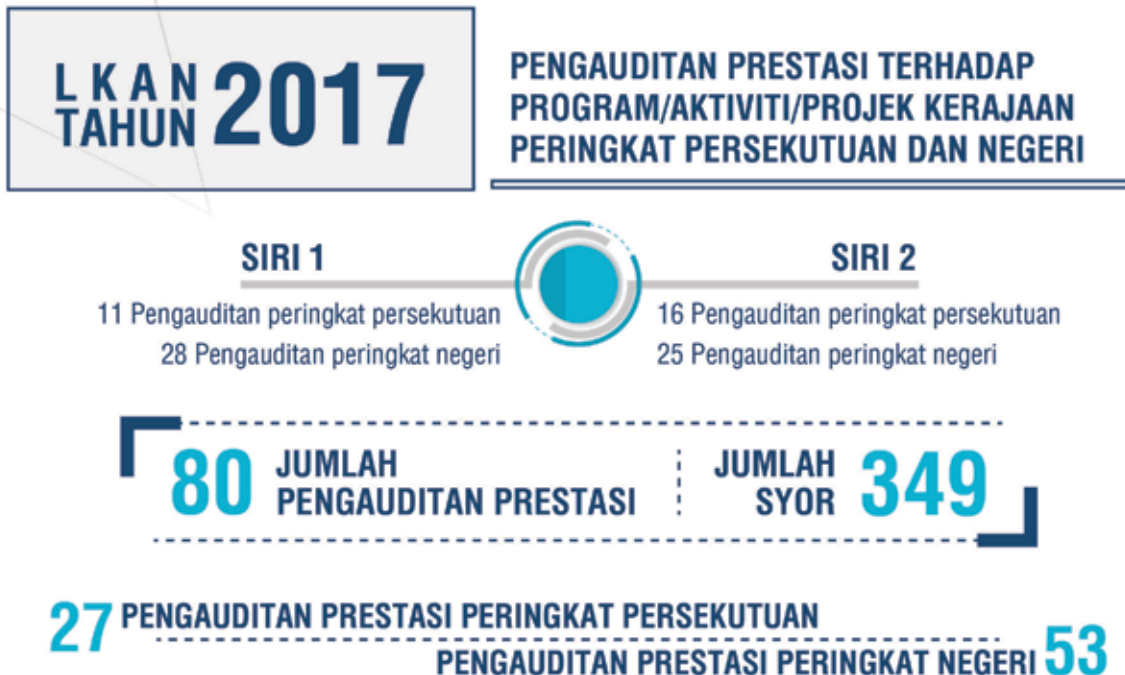 LKAN
TAHUN 2017
PENGAUDITAN PRESTASI TERHADAP
PROGRAM/AKTIVITI/PROJEK KERAJAAN
PERINGKAT PERSEKUTUAN DAN NEGERI
SIRI 1
11 Pengauditan peringkat persekutuan
28 Pengauditan peringkat negeri
SIRI 2
16 Pengauditan peringkat persekutuan
25 Pengauditan peringkat negeri
80 JUMLAH
PENGAUDITAN PRESTASI
JUMLAH
SYOR 349
27 PENGAUDITAN PRESTASI PERINGKAT PERSEKUTUAN
PENGAUDITAN PRESTASI PERINGKAT NEGERI 53